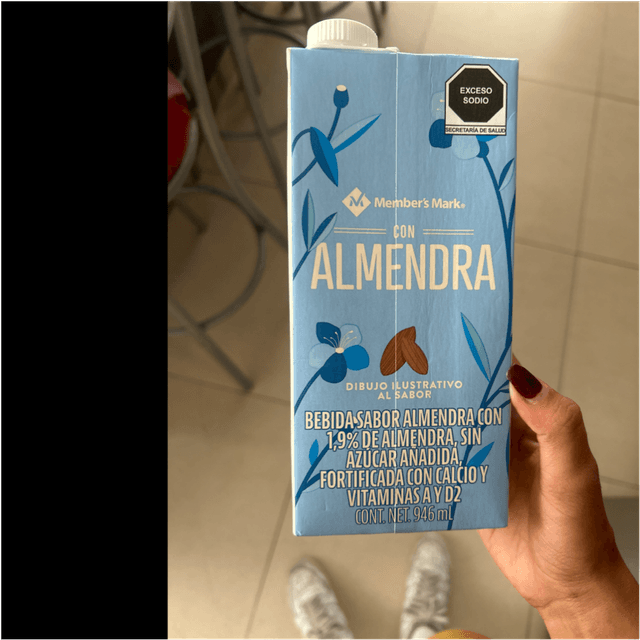 EXCESO
SODIO
SECRETARÍA DE SALUD
Member's Mark®
CON
ALMENDRA
DIBUJO ILUSTRATIVO
AL SABOR
BEBIDA SABOR ALMENDRA CON
1,9% DE ALMENDRA, SIN
AZÚCAR AÑADIDA,
FORTIFICADA CON CALCIO Y
VITAMINAS A Y D2
CONT. NET. 946 mL